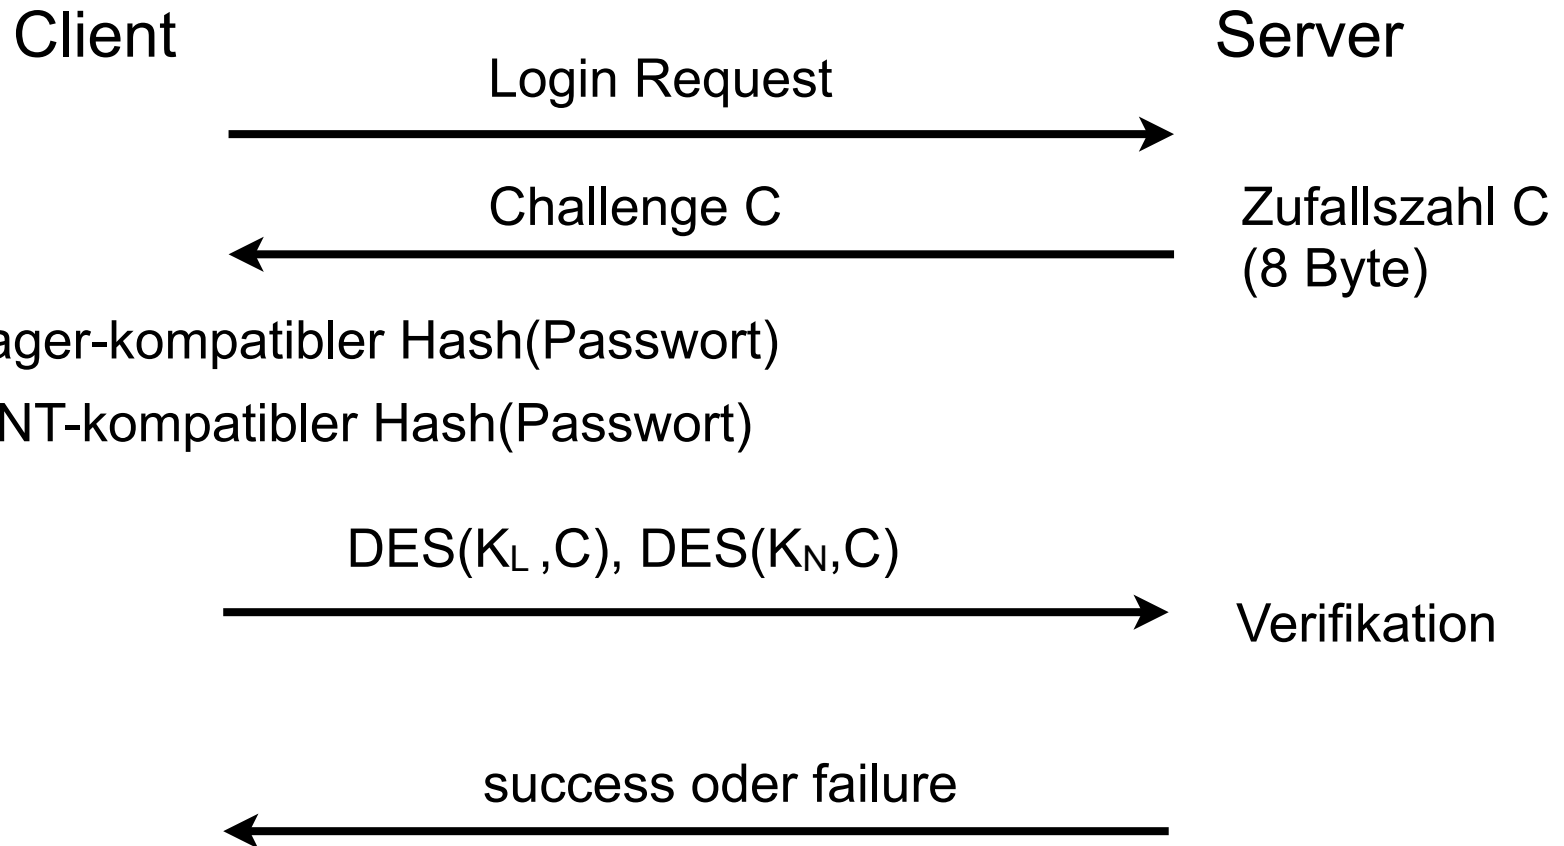 Client
Server
Login Request
Challenge C
Zufallszahl C
(8 Byte)
ager-kompatibler Hash(Passwort)
NT-kompatibler Hash(Passwort)
DES(KL ,C), DES(KN,C)
Verifikation
success oder failure